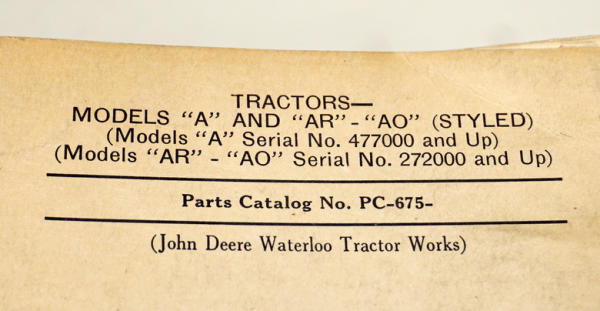 TRACTORS—
MODELS "A" AND "AR"-"AO" (STYLED)
(Models "A" Serial No. 477000 and Up)
(Models "AR" - "AO" Serial No. 272000 and Up)
Parts Catalog No. PC-675-
(John Deere Waterloo Tractor Works)